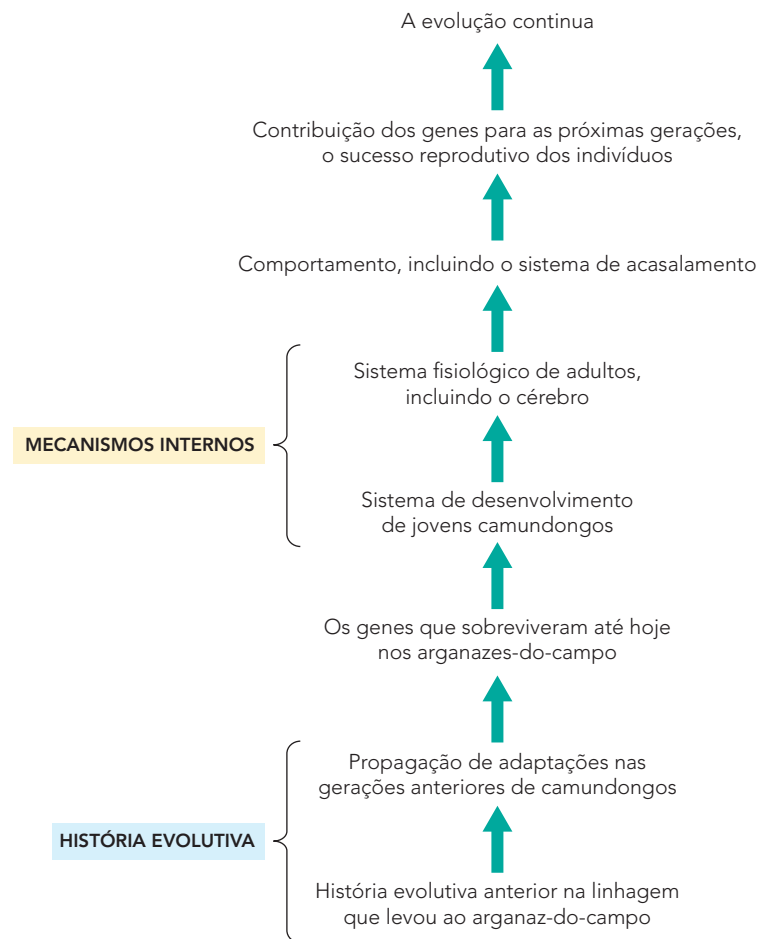 A evolução continua
Contribuição dos genes para as próximas gerações,
o sucesso reprodutivo dos indivíduos
Comportamento, incluindo o sistema de acasalamento
Sistema fisiológico de adultos,
incluindo o cérebro
MECANISMOS INTERNOS
Sistema de desenvolvimento
de jovens camundongos
Os genes que sobreviveram até hoje
nos arganazes-do-campo
Propagação de adaptações nas
gerações anteriores de camundongos
HISTÓRIA EVOLUTIVA
História evolutiva anterior na linhagem
que levou ao arganaz-do-campo